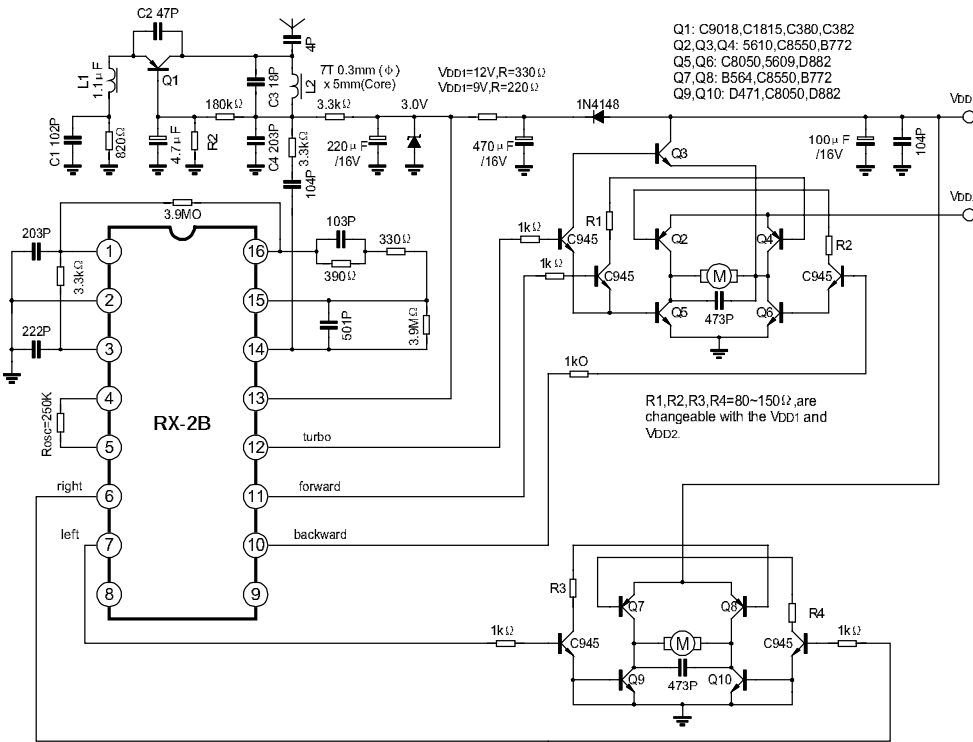 C2 47P
4P
L1
1.1μF
Q1
C3 18P
L2
7T 0.3mm (Φ)
x 5mm(Core)
VDD1=12V,R=330Ω
VDD1=9V,R=220Ω
Q1: C9018,C1815,C380,C382
Q2,Q3,Q4: 5610,C8550,B772
Q5,Q6: C8050,5609,D882
Q7,Q8: B564,C8550,B772
Q9,Q10: D471,C8050,D882
180kΩ
3.3kΩ
3.0V
1N4148
VDD
C1 102P
820Ω
4.7μF
R2
C4 203P
3.3kΩ
220μF
/16V
470μF
/16V
100μF
/16V
104P
Q3
104P
3.9MO
VDD
203P
1
16
103P
330Ω
390Ω
1kΩ
C945
R1
Q2
Q4
R2
3.3kΩ
1kΩ
C945
M
C945
2
15
501P
3.9MΩ
473P
Q5
Q6
222P
3
14
1kO
Rosc=250K
4
13
RX-2B
R1,R2,R3,R4=80~150Ω,are
changeable with the VDD1 and
VDD2.
5
12
turbo
right
6
11
forward
left
7
10
backward
8
9
R3
Q7
Q8
R4
1kΩ
C945
M
C945
1kΩ
Q9
473P
Q10